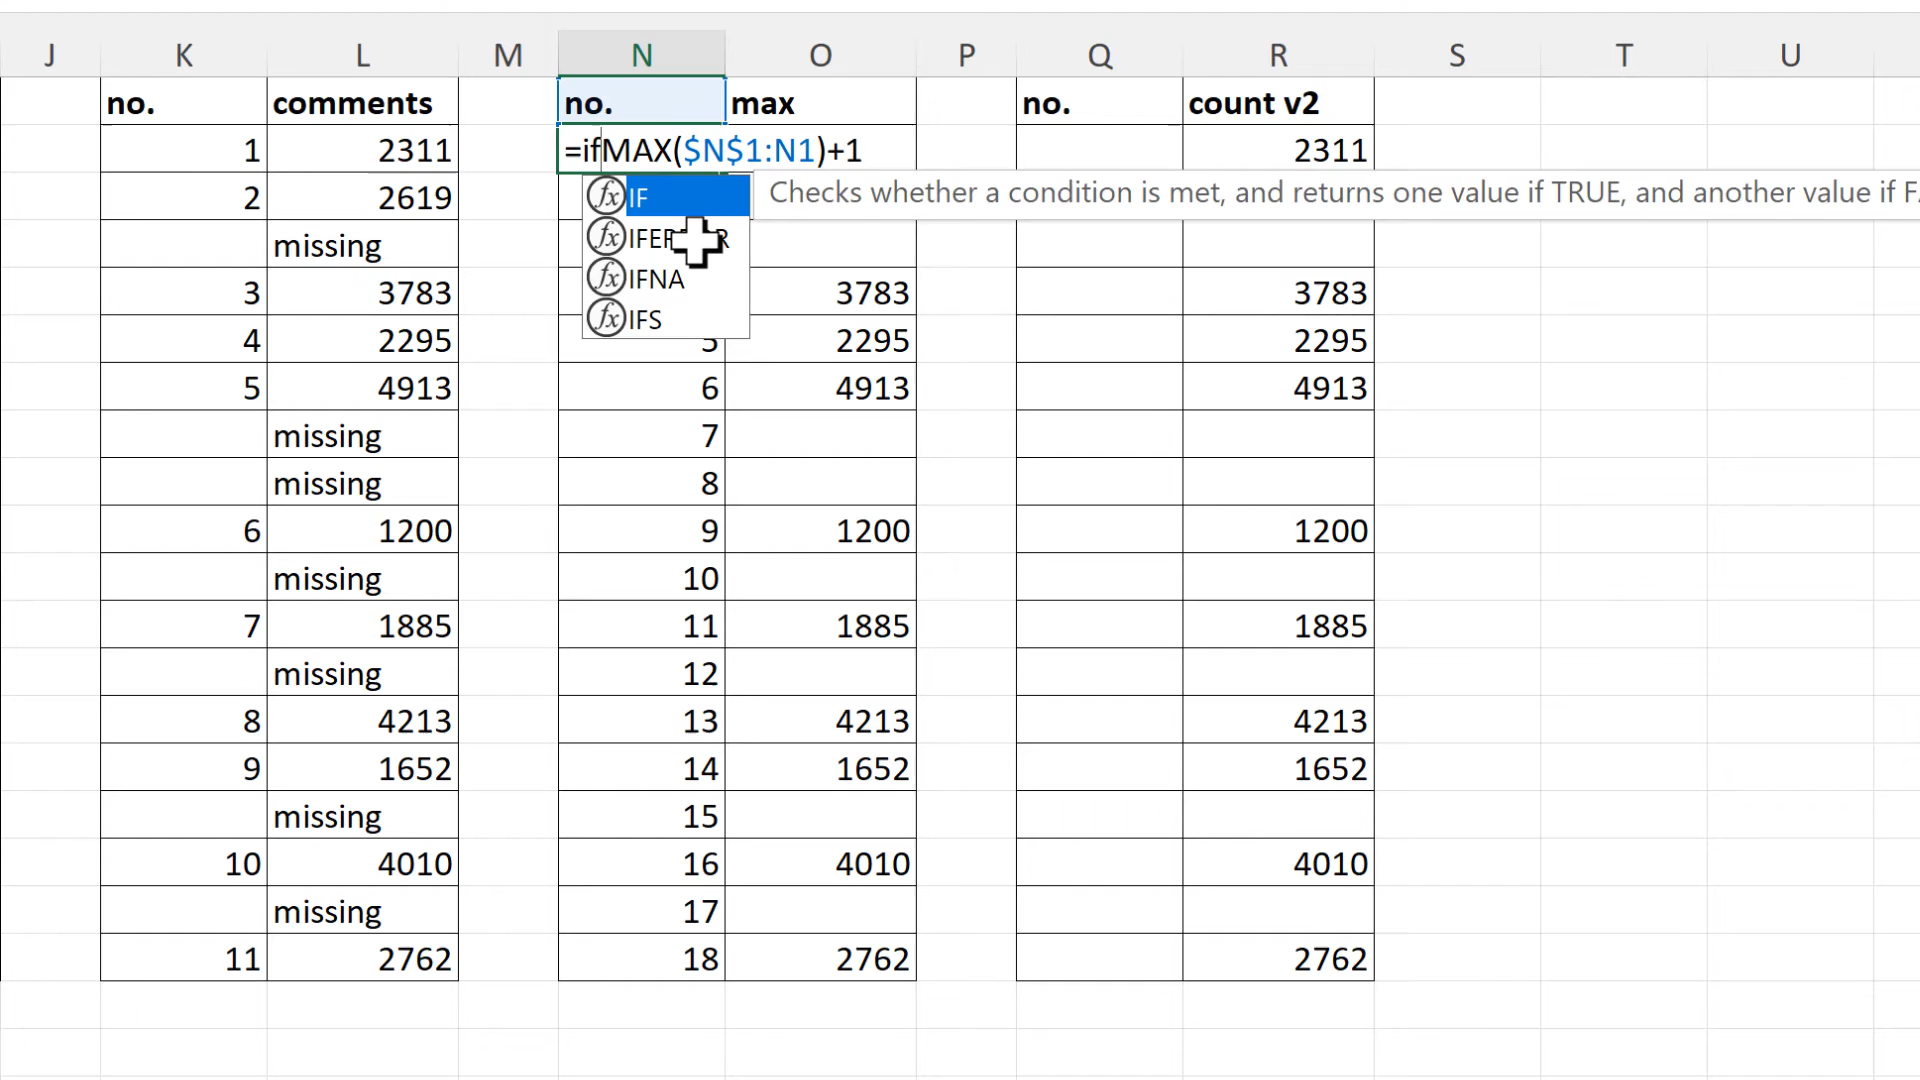 J K L M N O P Q R S T U
no. comments no. max no. count v2
1 2311 =ifMAX($N$1:N1)+1 2311
2 2619 IF Checks whether a condition is met, and returns one value if TRUE, and another value if
missing
3 3783 IFNA 3783 3783
4 2295 IFS 5 2295 2295
5 4913 6 4913 4913
missing 7
missing 8
6 1200 9 1200 1200
missing 10
7 1885 11 1885 1885
missing 12
8 4213 13 4213 4213
9 1652 14 1652 1652
missing 15
10 4010 16 4010 4010
missing 17
11 2762 18 2762 2762